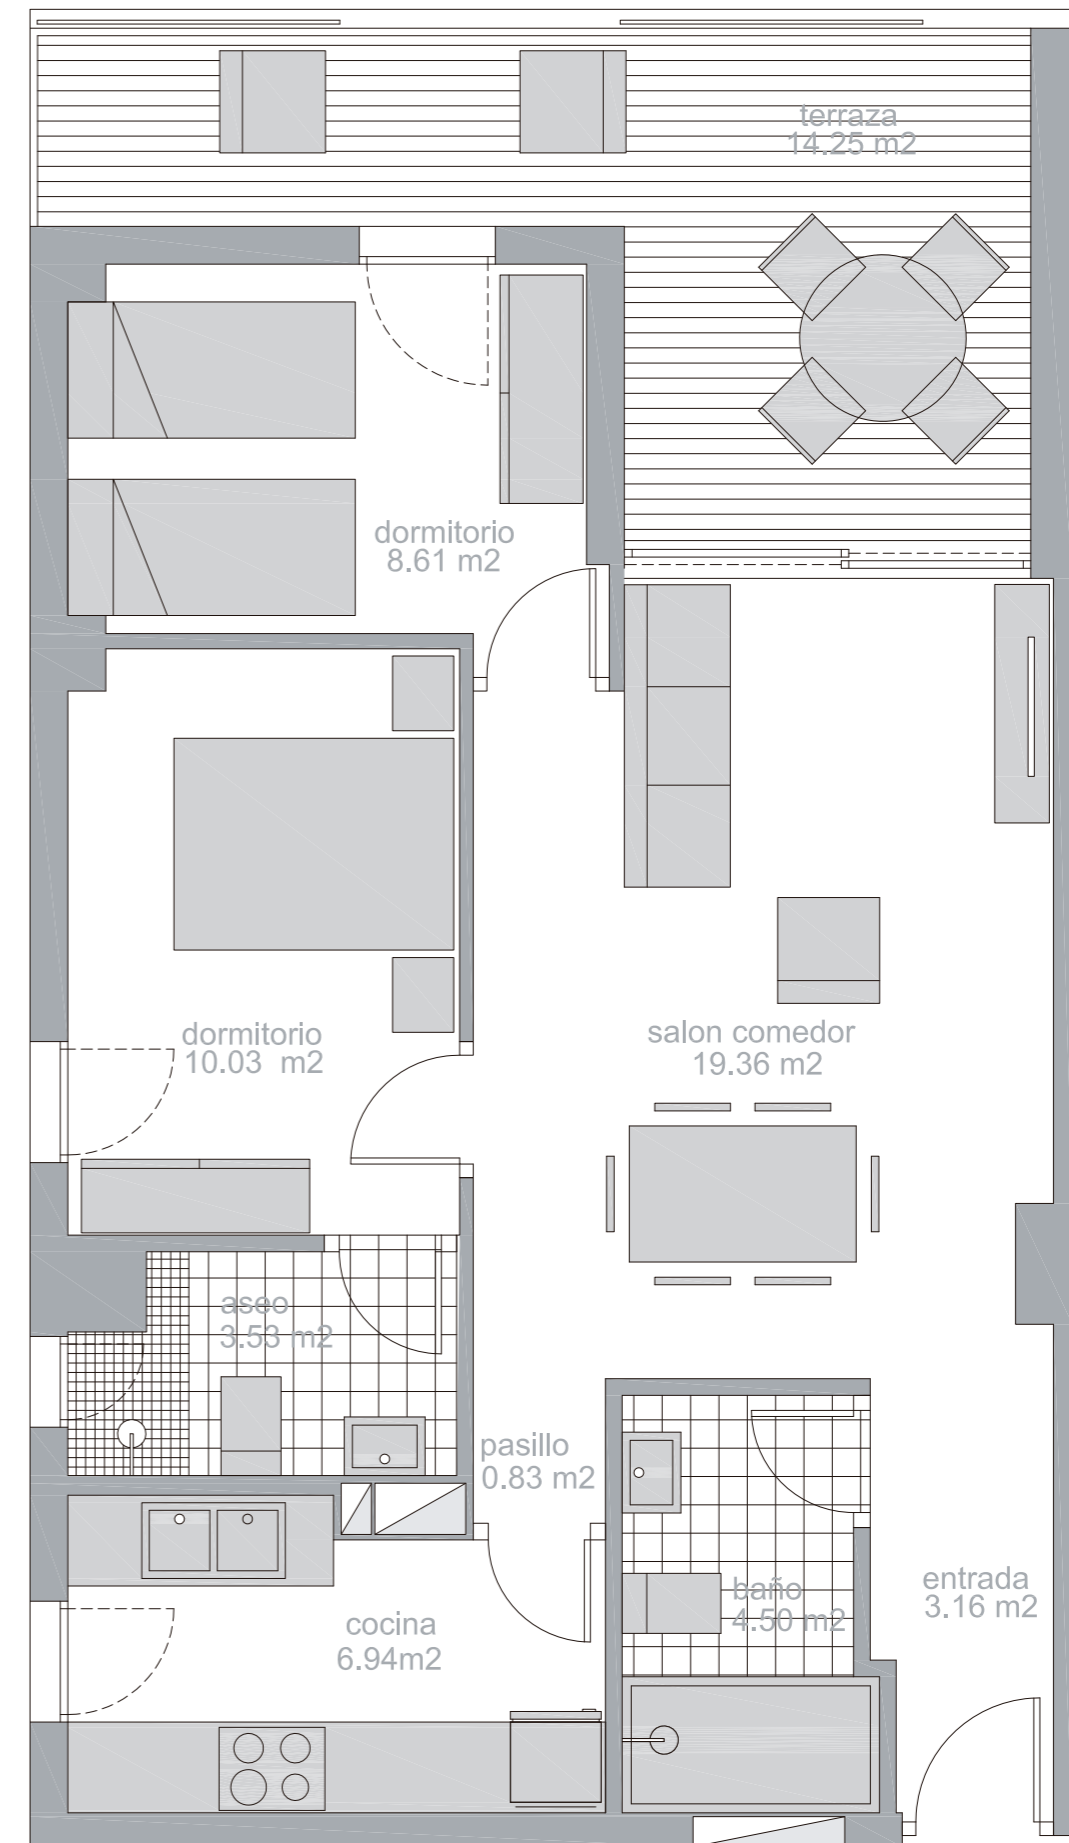 terraza
14.25 m2
dormitorio
8.61 m2
dormitorio
10.03 m2
salon comedor
19.36 m2
aseo
3.53 m2
pasillo
0.83 m2
baño
4.50 m2
entrada
3.16 m2
cocina
6.94m2